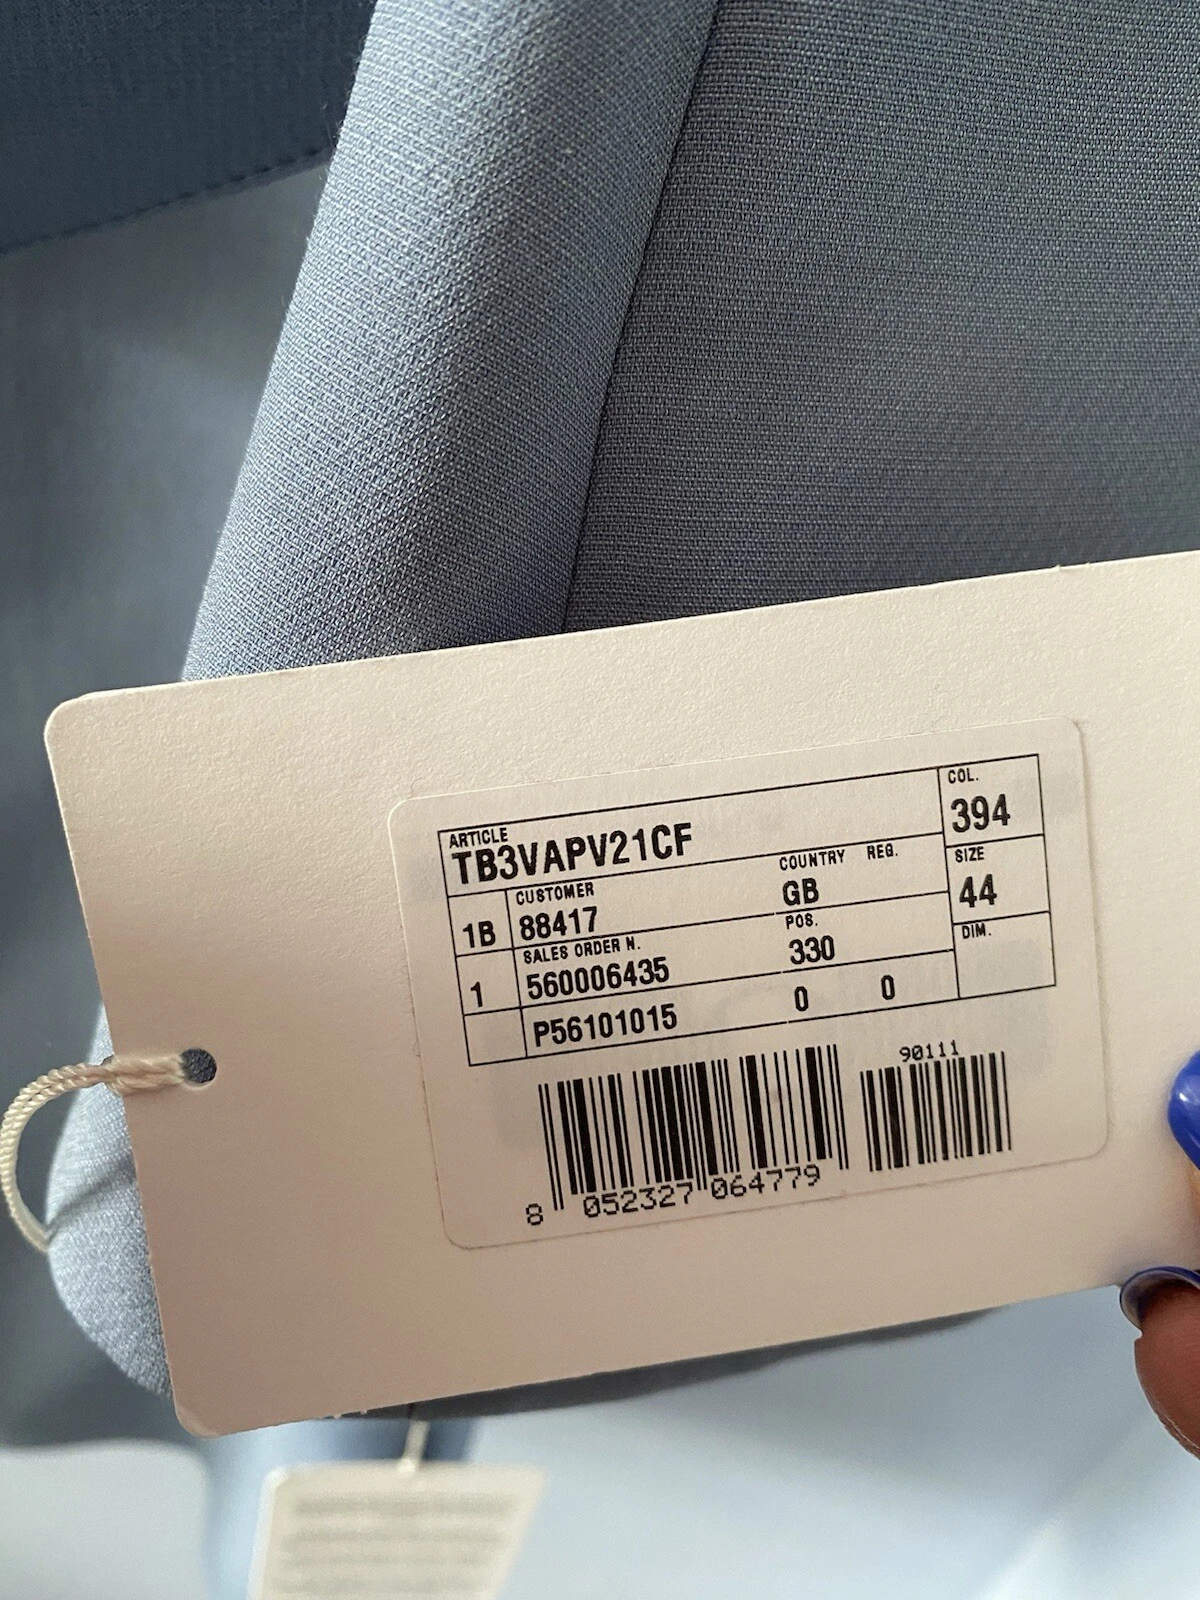 ARTICLE
TB3VAPV21CF
COL.
394
1B
CUSTOMER
88417
COUNTRY REG.
GB
SIZE
44
1
SALES ORDER N.
560006435
POS.
330
DIM.
P56101015 0 0
90111
8 052327 064779